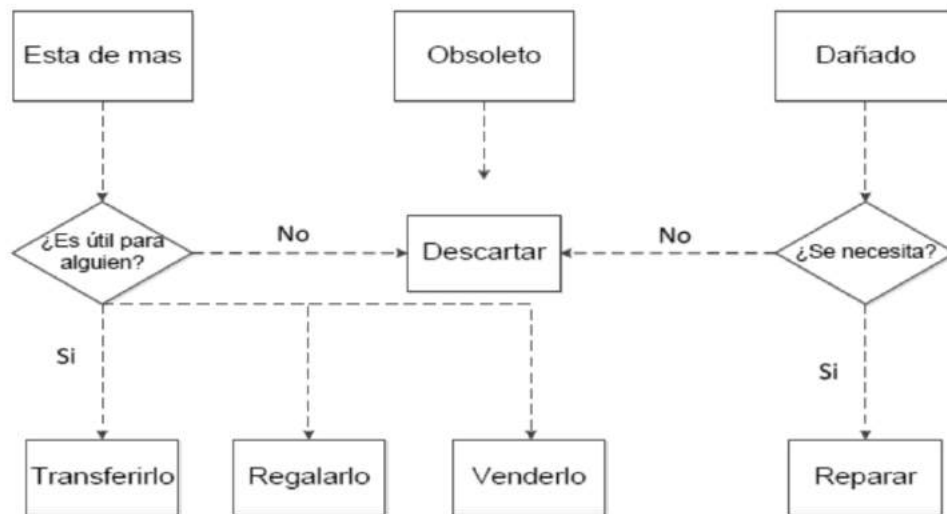 Esta de mas
Obsoleto
Dañado
¿Es útil para
alguien?
No
Descartar
No
¿Se necesita?
Si
Si
Transferirlo
Regalarlo
Venderlo
Reparar